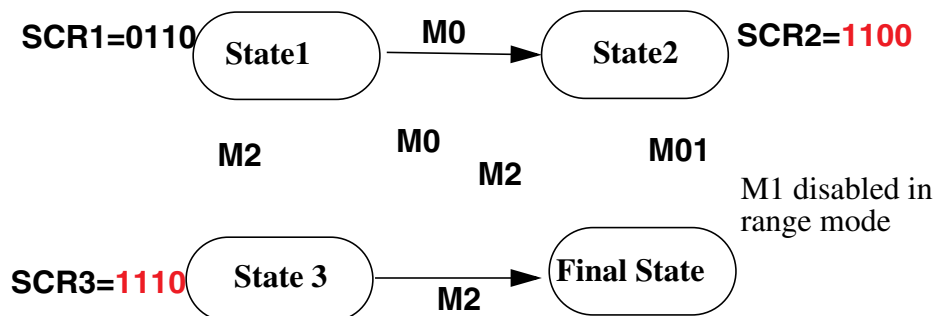 SCR1=0110 State1 M0 State2 SCR2=1100
M2 M0 M2 M01
M1 disabled in
range mode
SCR3=1110 State 3 M2 Final State